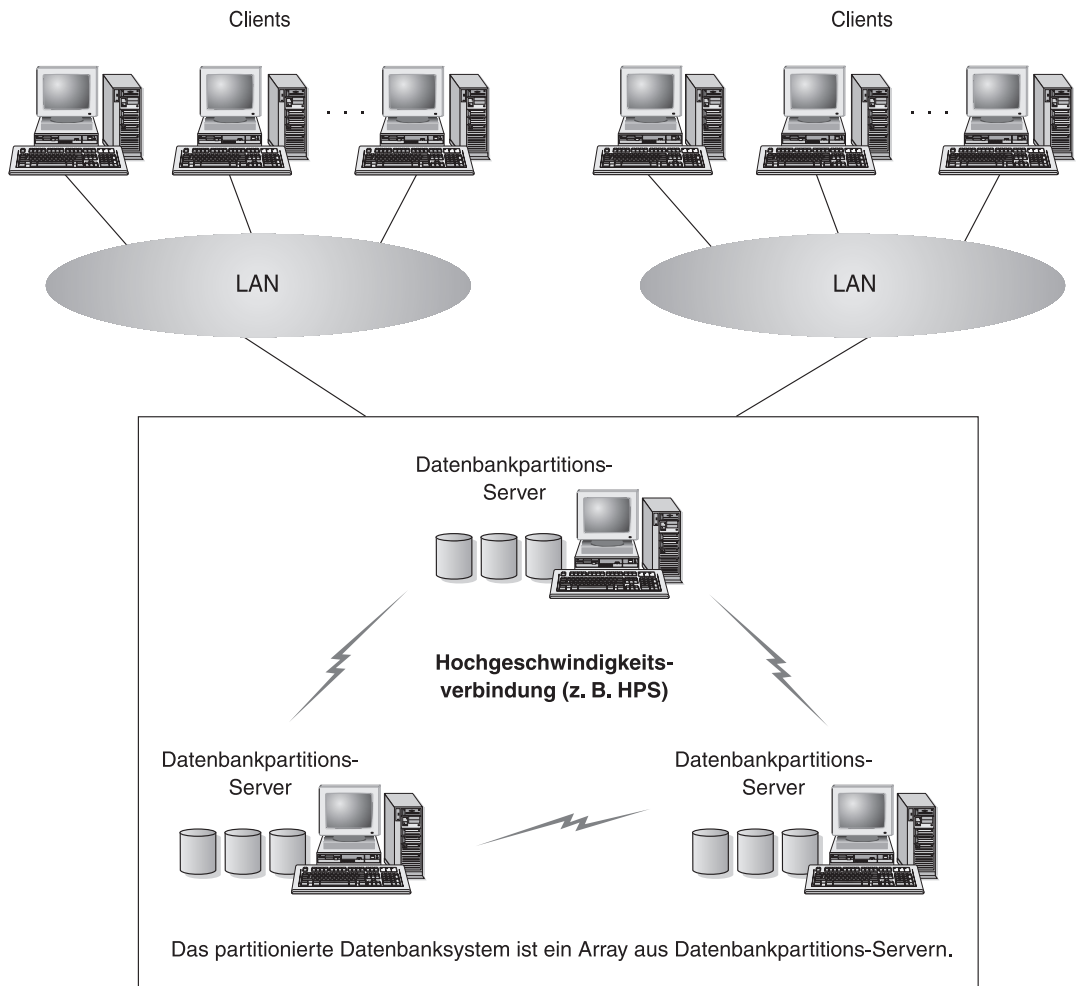 Clients
Clients
. . .
. . .
LAN
LAN
Datenbankpartitions-
Server
Hochgeschwindigkeits-
verbindung (z. B. HPS)
Datenbankpartitions-
Server
Datenbankpartitions-
Server
Das partitionierte Datenbanksystem ist ein Array aus Datenbankpartitions-Servern.